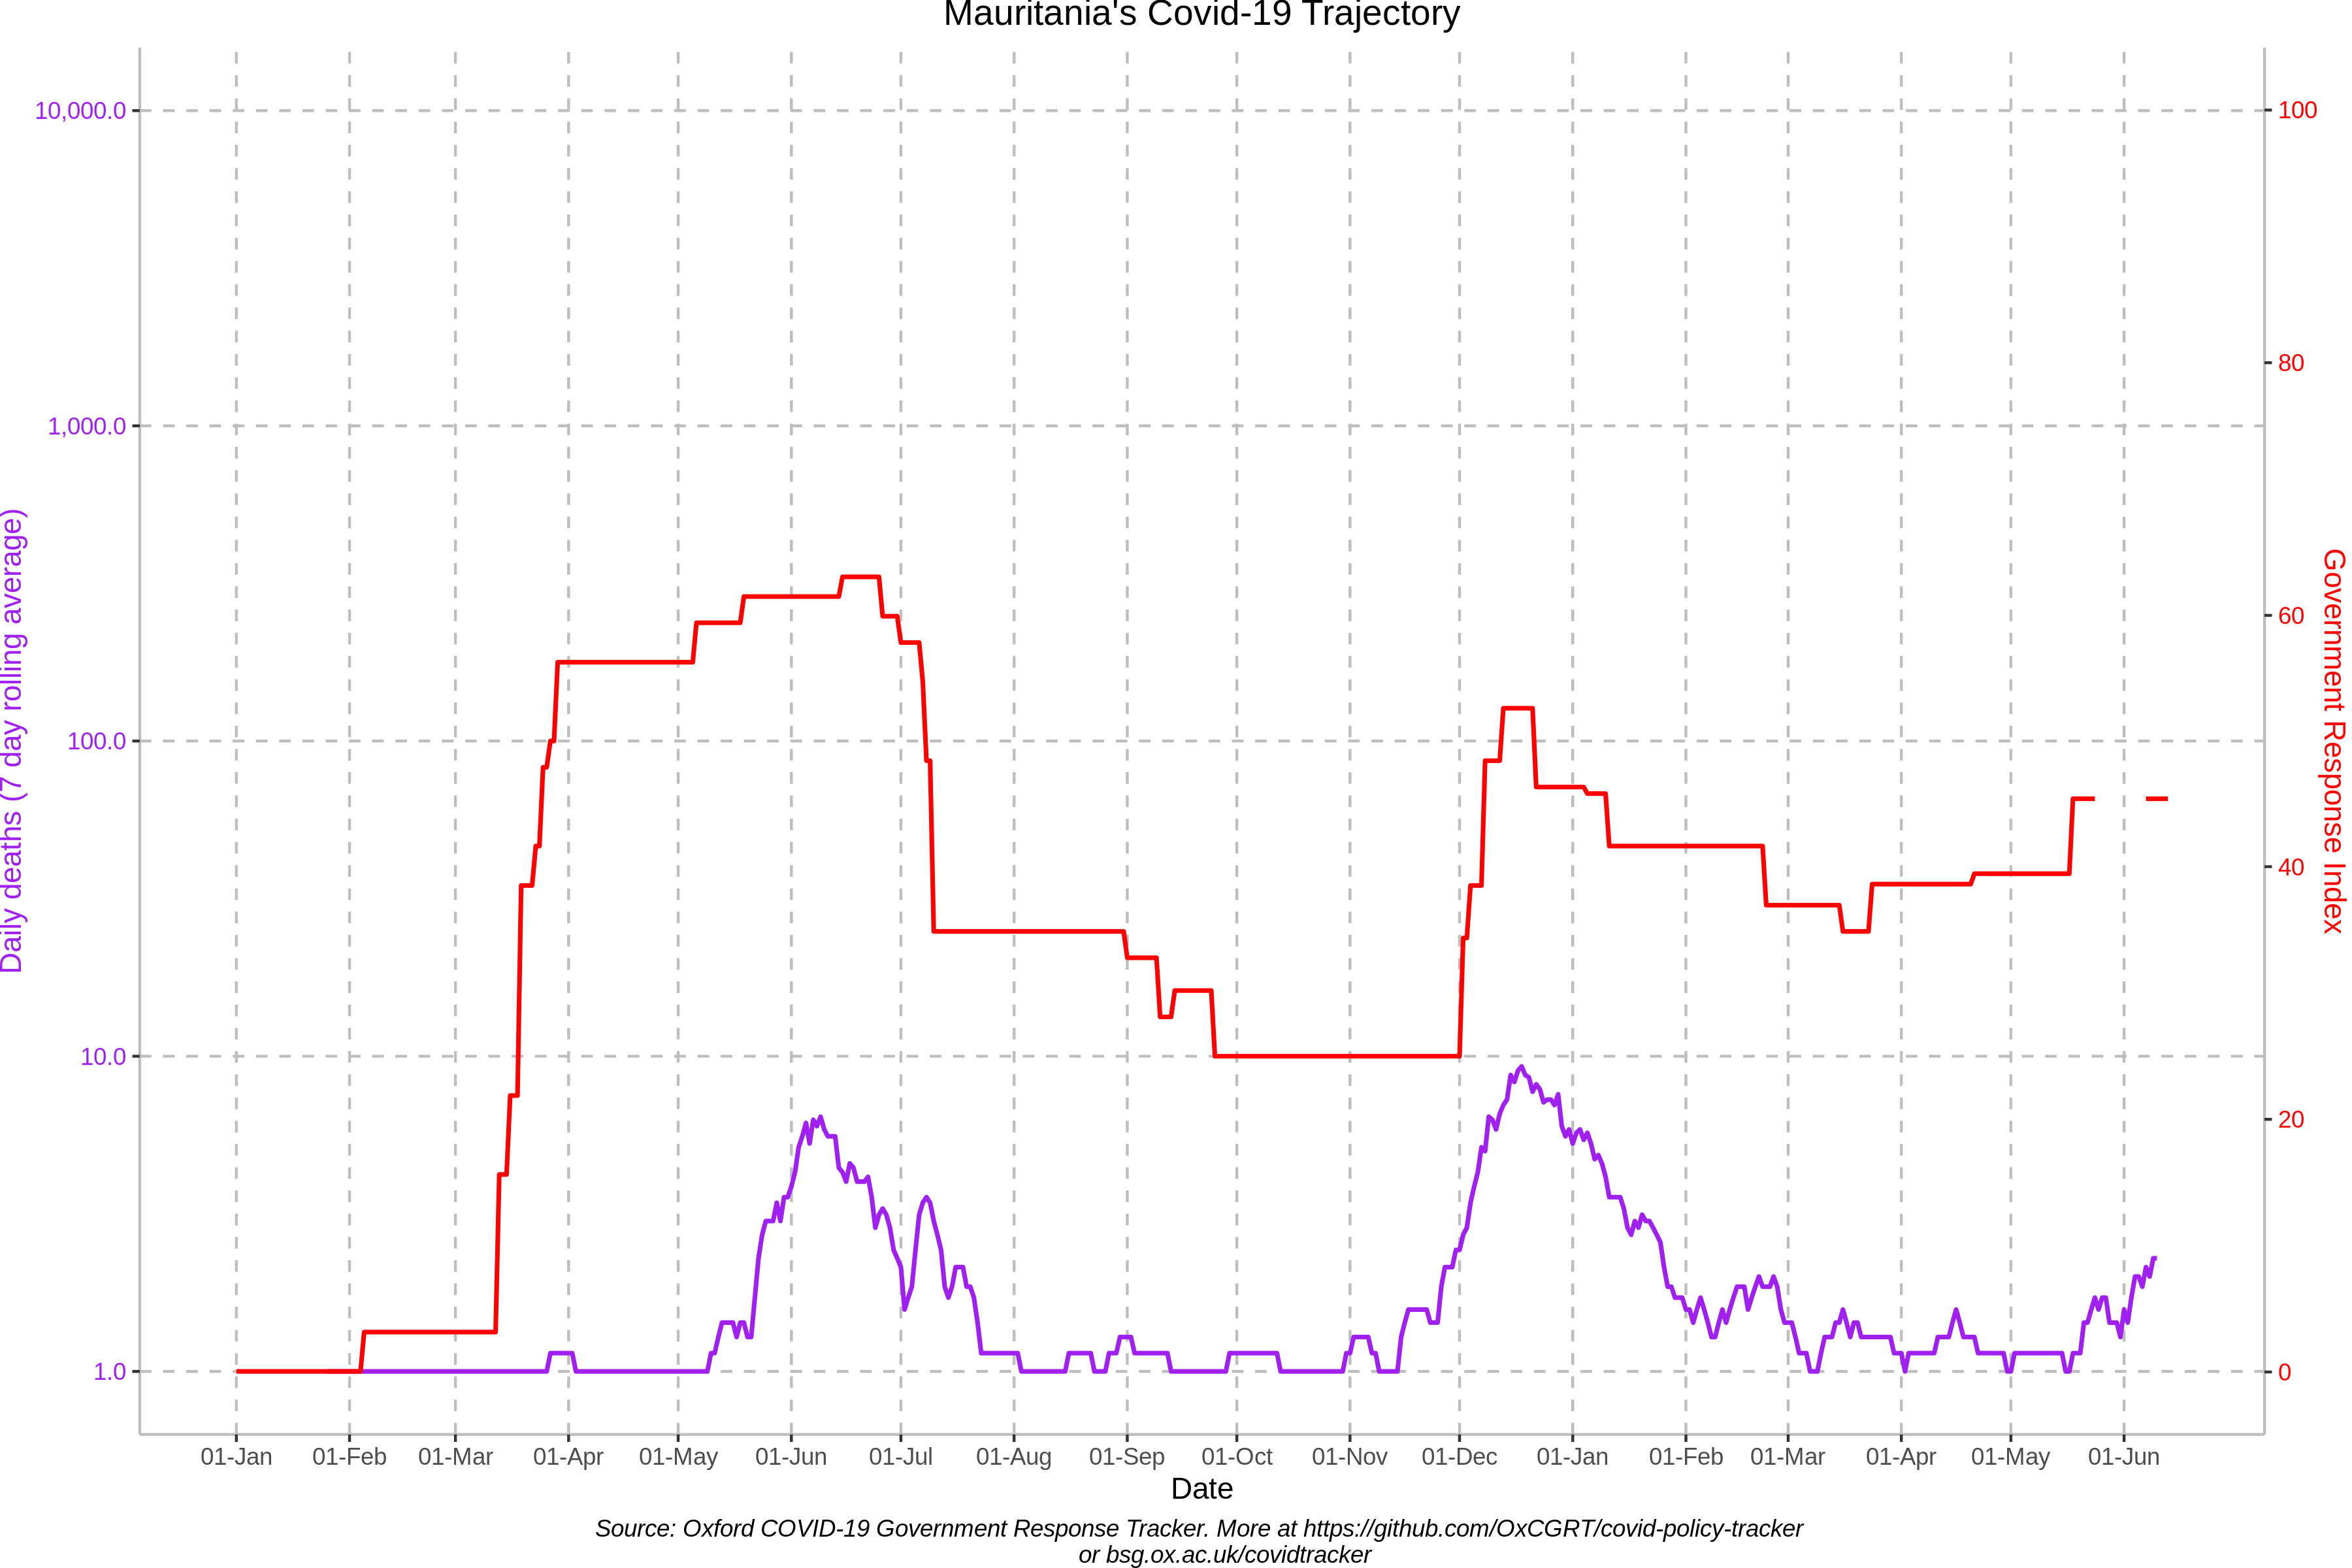 Mauritania's Covid-19 Trajectory
10,000.0
1,000.0
100.0
10.0
1.0
Daily deaths (7 day rolling average)
100
80
60
40
20
0
Government Response Index
01-Jan 01-Feb 01-Mar 01-Apr 01-May 01-Jun 01-Jul 01-Aug 01-Sep 01-Oct 01-Nov 01-Dec 01-Jan 01-Feb 01-Mar 01-Apr 01-May 01-Jun
Date
Source: Oxford COVID-19 Government Response Tracker. More at https://github.com/OxCGRT/covid-policy-tracker
or bsg.ox.ac.uk/covidtracker